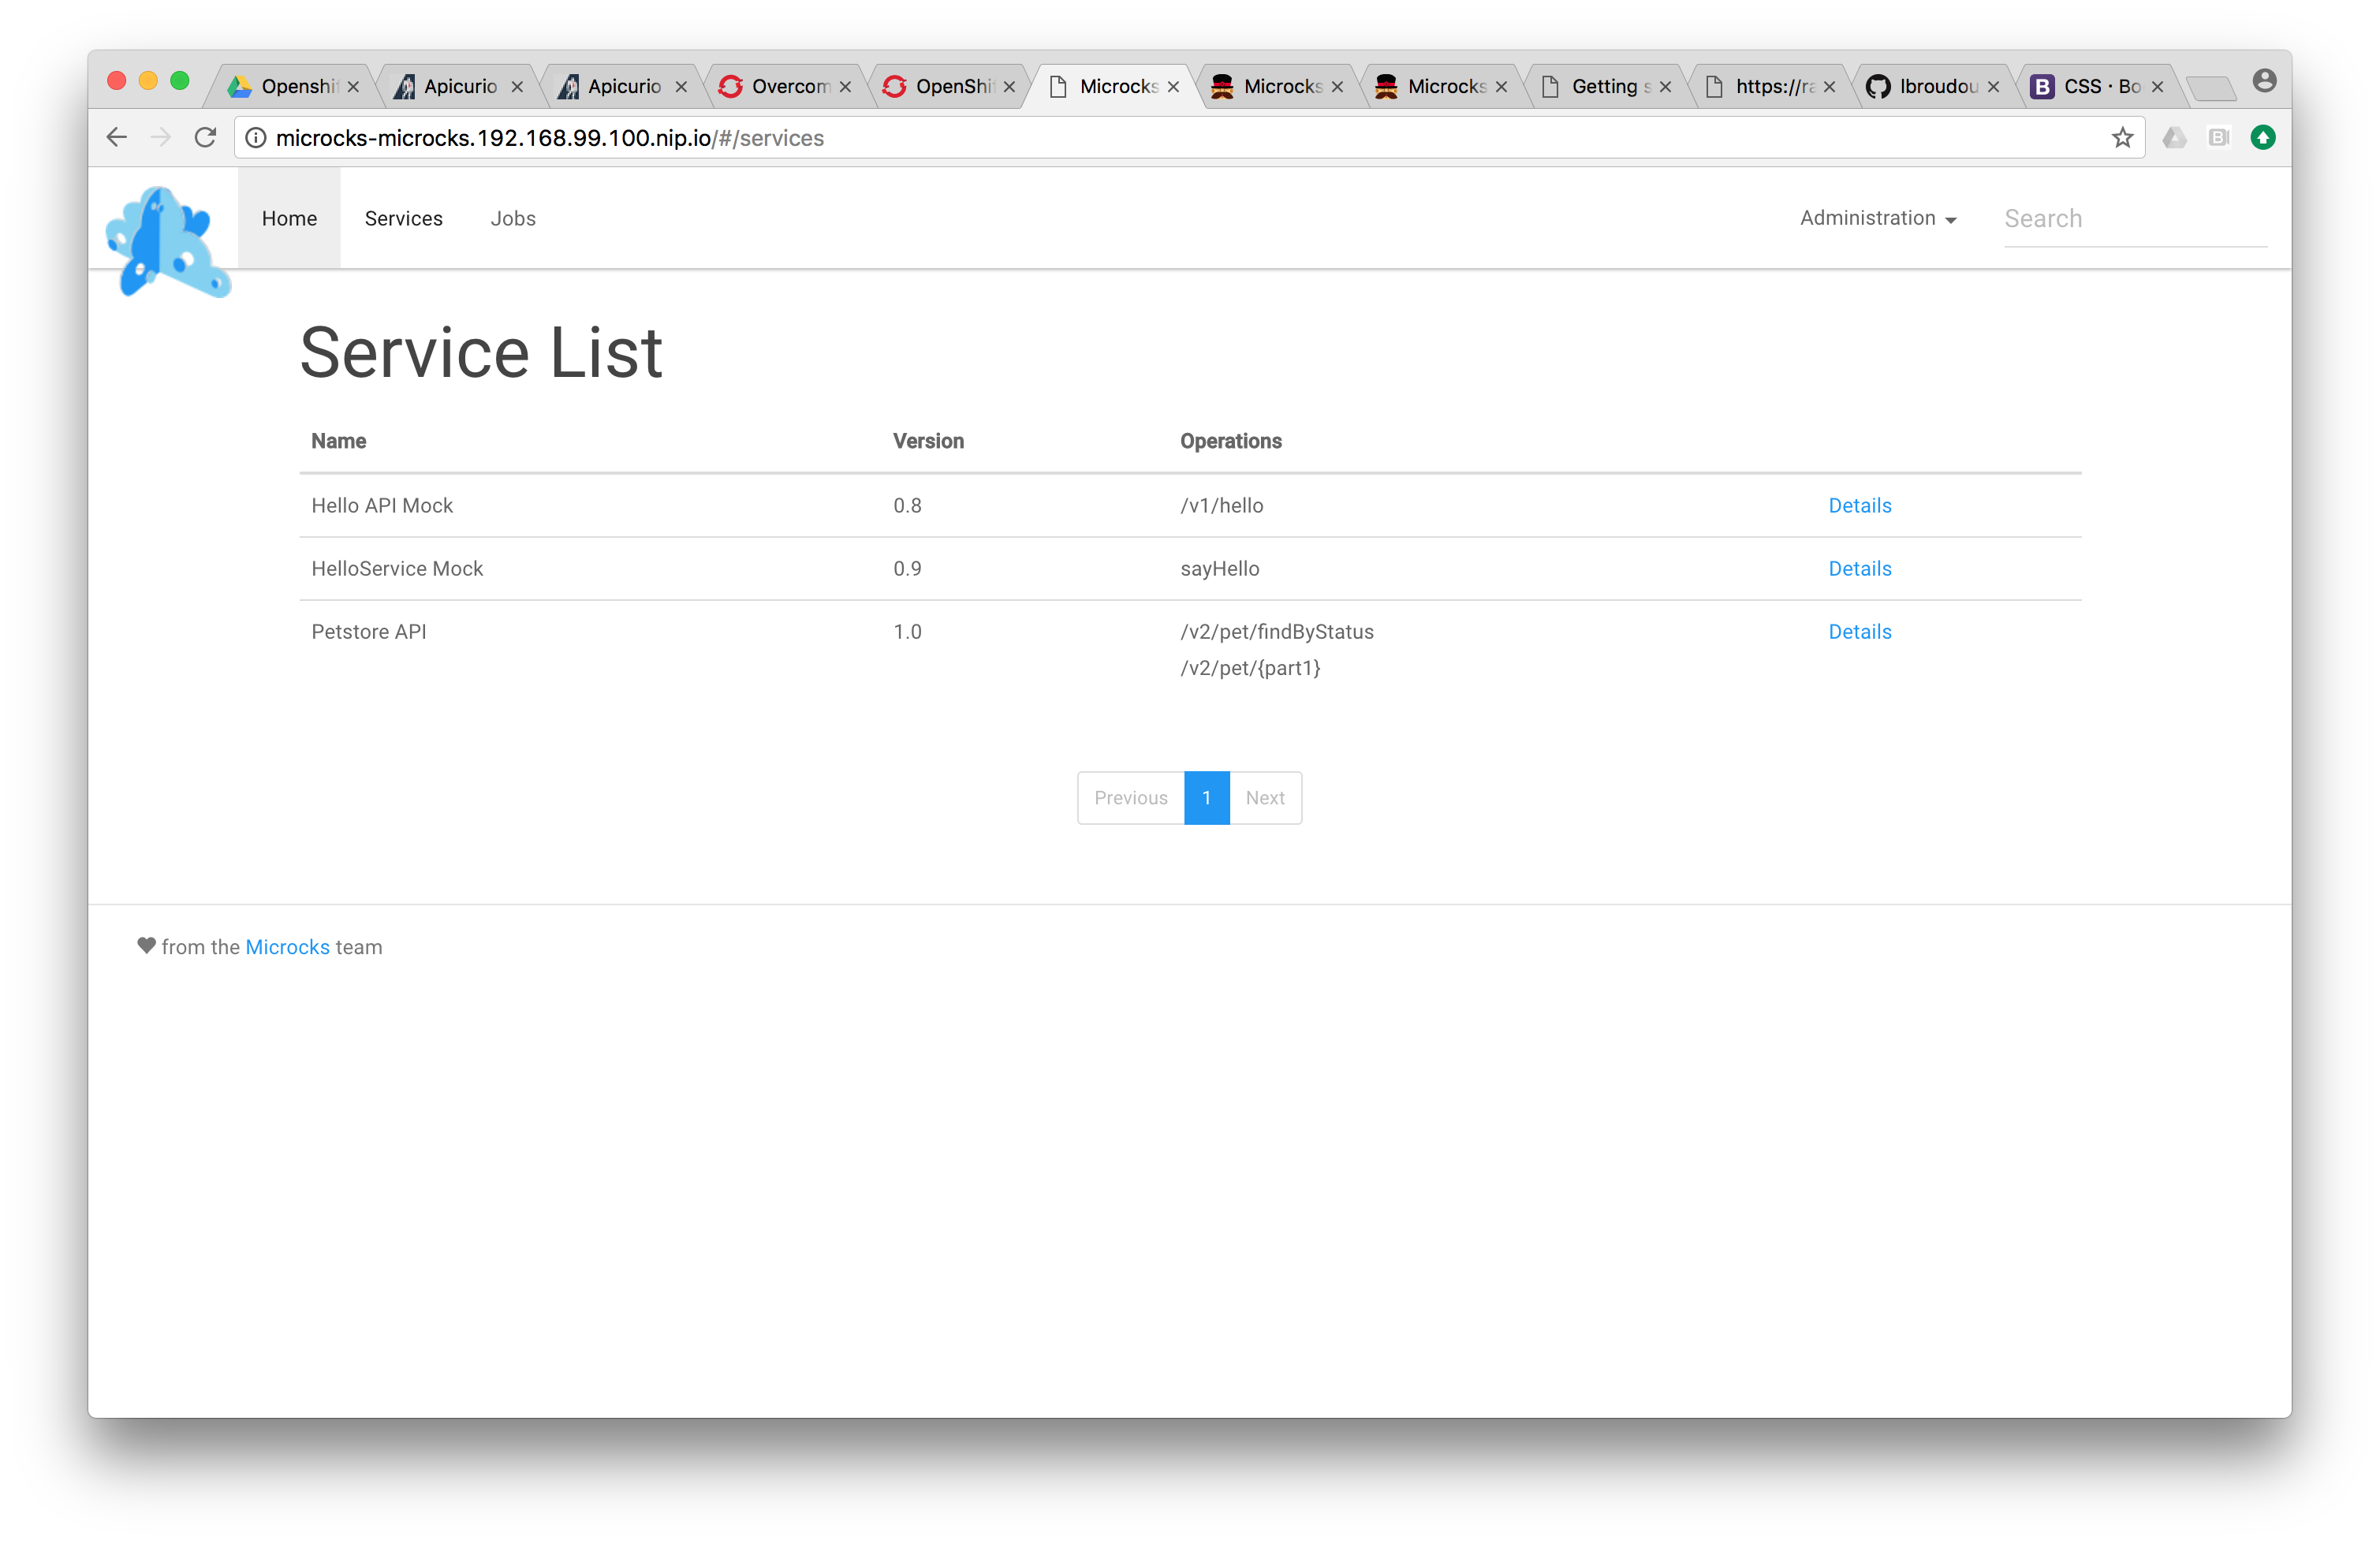 Openshif Apicurio Apicurio Overcom OpenShif Microcks Microcks Microcks Getting s https://ra lbroudou B CSS · Bo
microcks-microcks.192.168.99.100.nip.io/#/services
Home Services Jobs Administration Search
Service List
Name Version Operations
Hello API Mock 0.8 /v1/hello Details
HelloService Mock 0.9 sayHello Details
Petstore API 1.0 /v2/pet/findByStatus Details
/v2/pet/{part1}
Previous 1 Next
from the Microcks team